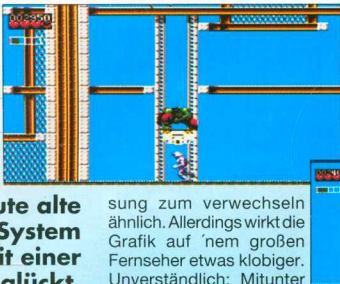 002950
ute alte
System
it einer
glückt.
sung zum verwechseln
ähnlich. Allerdings wirkt die
Grafik auf ´nem großen
Fernseher etwas klobiger.
Unverständlich: Mitunter